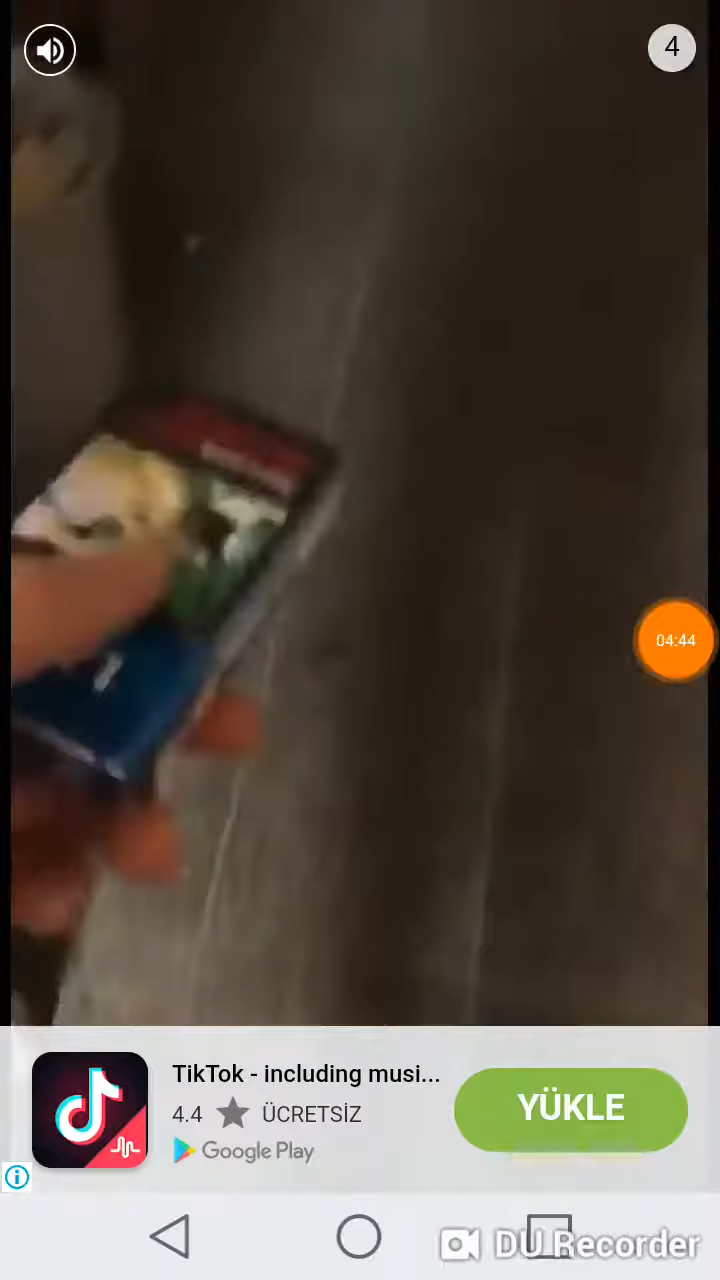 4
04:44
TikTok - including musi...
4.4 ÜCRETSİZ
YÜKLE
Google Play
DU Recorder